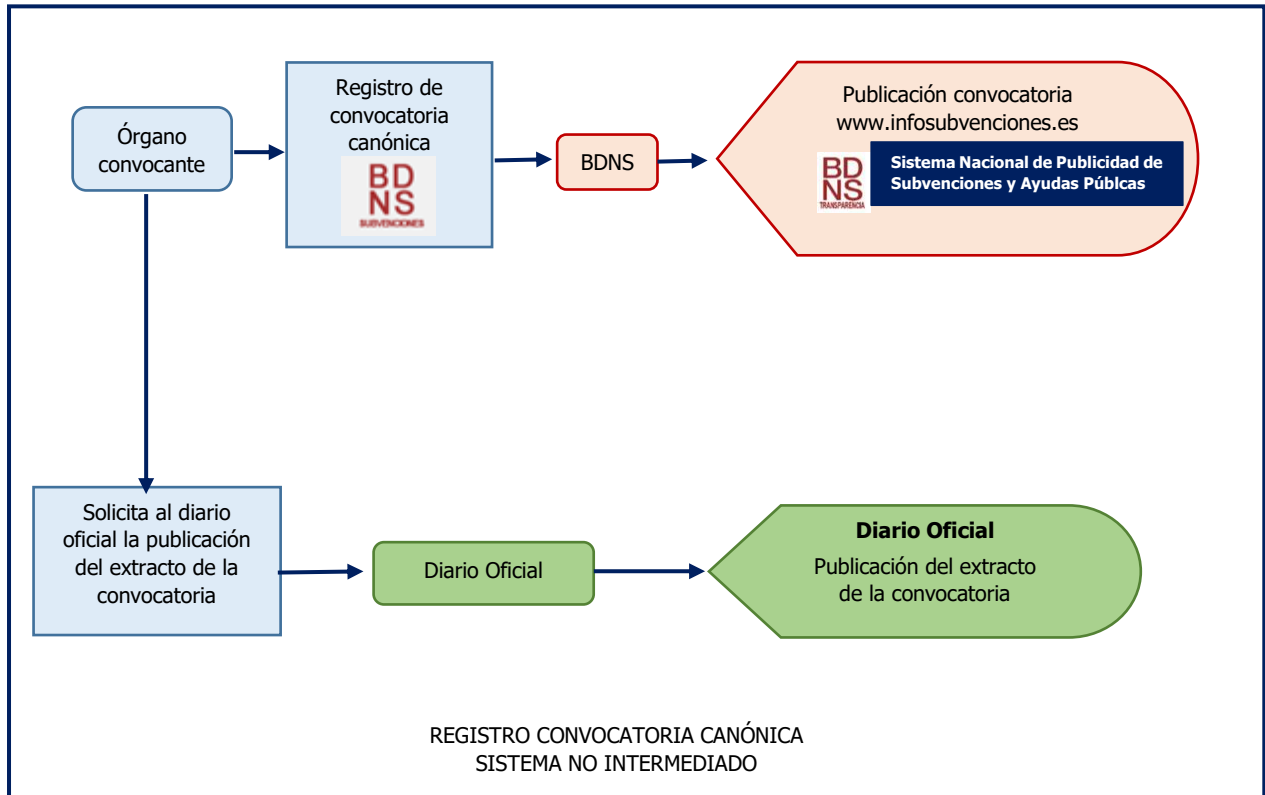 Órgano
convocante
Registro de
convocatoria
canónica
BD
NS
SUBVENCIONES
BDNS
Publicación convocatoria
www.infosubvenciones.es
BD
NS
TRANSPARENCIA
Sistema Nacional de Publicidad de
Subvenciones y Ayudas Públcas
Solicita al diario
oficial la publicación
del extracto de la
convocatoria
Diario Oficial
Diario Oficial
Publicación del extracto
de la convocatoria
REGISTRO CONVOCATORIA CANÓNICA
SISTEMA NO INTERMEDIADO